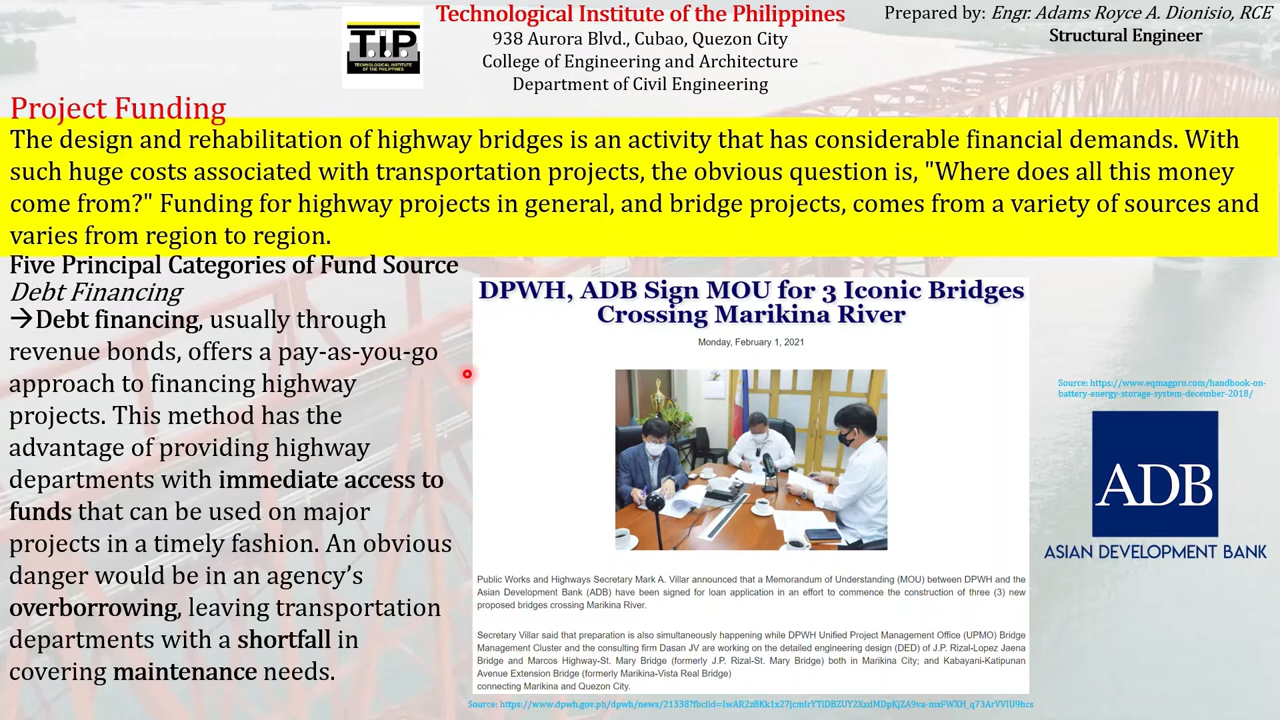 Technological Institute of the Philippines
938 Aurora Blvd., Cubao, Quezon City
College of Engineering and Architecture
Department of Civil Engineering
Prepared by: Engr. Adams Royce A. Dionisio, RCE
Structural Engineer
TiP
TECHNOLOGICAL INSTITUTE
OF THE PHILIPPINES
Project Funding
The design and rehabilitation of highway bridges is an activity that has considerable financial demands. With
such huge costs associated with transportation projects, the obvious question is, "Where does all this money
come from?" Funding for highway projects in general, and bridge projects, comes from a variety of sources and
varies from region to region.
Five Principal Categories of Fund Source
Debt Financing
→Debt financing, usually through
revenue bonds, offers a pay-as-you-go
approach to financing highway
projects. This method has the
advantage of providing highway
departments with immediate access to
funds that can be used on major
projects in a timely fashion. An obvious
danger would be in an agency’s
overborrowing, leaving transportation
departments with a shortfall in
covering maintenance needs.
DPWH, ADB Sign MOU for 3 Iconic Bridges
Crossing Marikina River
Monday, February 1, 2021
Public Works and Highways Secretary Mark A. Villar announced that a Memorandum of Understanding (MOU) between DPWH and the
Asian Development Bank (ADB) have been signed for loan application in an effort to commence the construction of three (3) new
proposed bridges crossing Marikina River.
Secretary Villar said that preparation is also simultaneously happening while DPWH Unified Project Management Office (UPMO) Bridge
Management Cluster and the consulting firm Dasan JV are working on the detailed engineering design (DED) of J.P. Rizal-Lopez Jaena
Bridge and Marcos Highway-St. Mary Bridge (formerly J.P. Rizal-St. Mary Bridge) both in Marikina City; and Kabayani-Katipunan
Avenue Extension Bridge (formerly Marikina-Vista Real Bridge)
connecting Marikina and Quezon City.
Source: https://www.eqmagpro.com/handbook-on-
battery-energy-storage-system-december-2018/
ADB
ASIAN DEVELOPMENT BANK